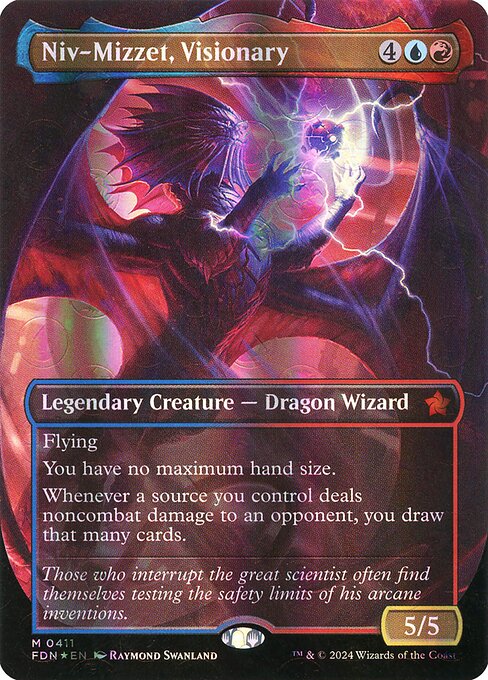 Niv-Mizzet, Visionary 4
Legendary Creature — Dragon Wizard
Flying
You have no maximum hand size.
Whenever a source you control deals
noncombat damage to an opponent, you draw
that many cards.
Those who interrupt the great scientist often find
themselves testing the safety limits of his arcane
inventions.
5/5
M 0411
FDN ★ EN Raymond Swanland
™ & © 2024 Wizards of the Coast